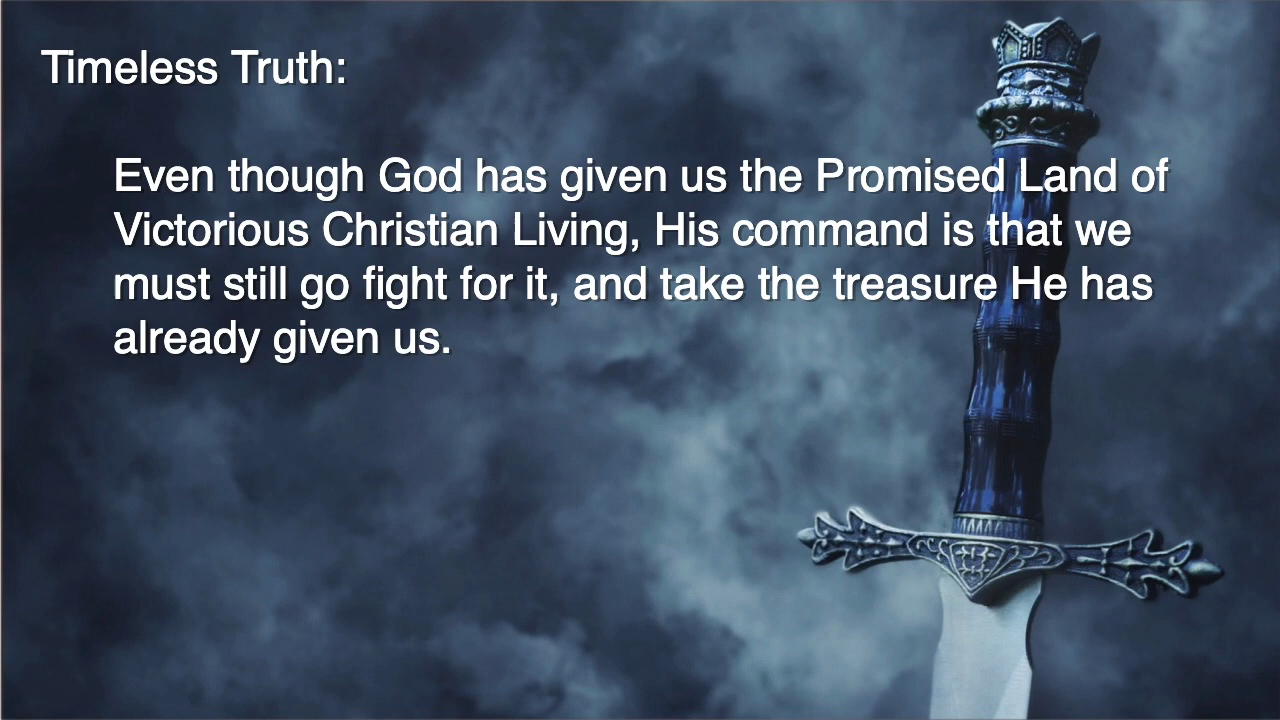 Timeless Truth:
Even though God has given us the Promised Land of
Victorious Christian Living, His command is that we
must still go fight for it, and take the treasure He has
already given us.